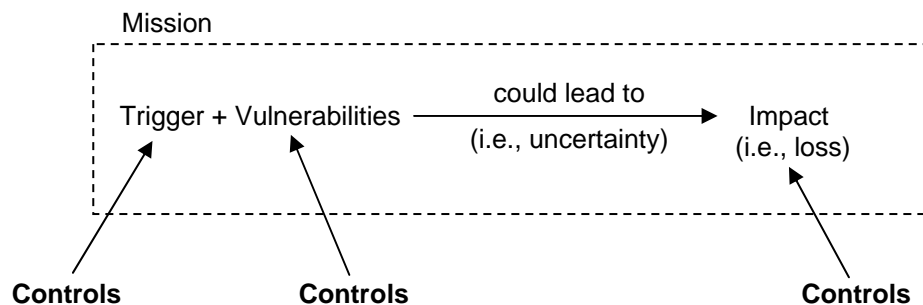 Mission
could lead to
Trigger + Vulnerabilities
Impact
(i.e., uncertainty)
(i.e., loss)
Controls
Controls
Controls